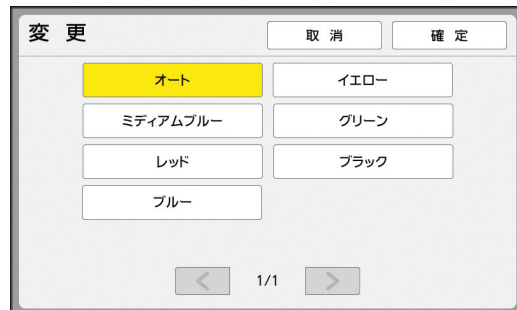 変更 取消 確定
オート イエロー
ミディアムブルー グリーン
レッド ブラック
ブルー
< 1/1 >